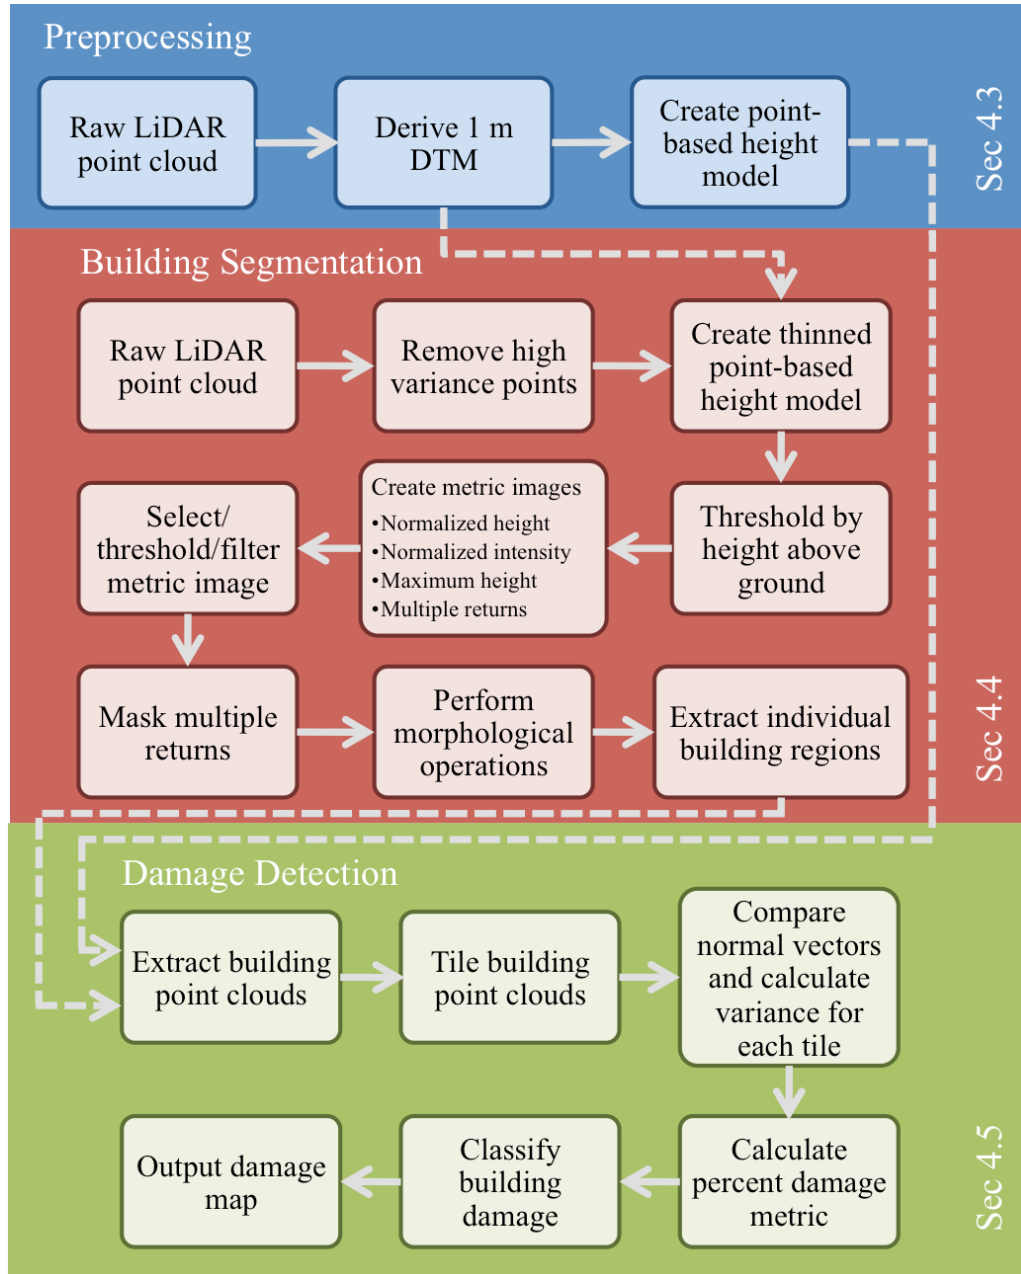 Preprocessing
Raw LiDAR
point cloud
Derive 1 m
DTM
Create point-
based height
model
Sec 4.3
Building Segmentation
Raw LiDAR
point cloud
Remove high
variance points
Create thinned
point-based
height model
Select/
threshold/filter
metric image
Create metric images
•Normalized height
•Normalized intensity
•Maximum height
•Multiple returns
Threshold by
height above
ground
Mask multiple
returns
Perform
morphological
operations
Extract individual
building regions
Sec 4.4
Damage Detection
Extract building
point clouds
Tile building
point clouds
Compare
normal vectors
and calculate
variance for
each tile
Output damage
map
Classify
building
damage
Calculate
percent damage
metric
Sec 4.5